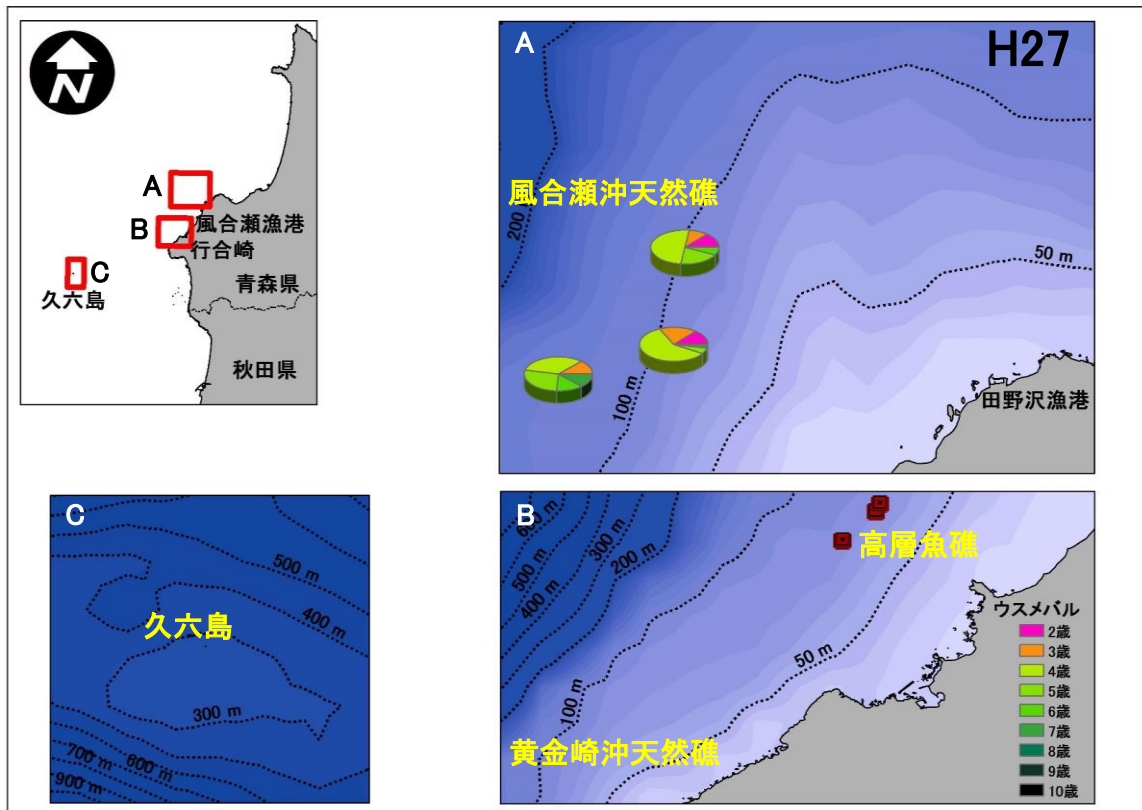 N
A
B
C
風合瀬漁港
行合崎
青森県
久六島
秋田県
A
H27
風合瀬沖天然礁
200 m
100 m
50 m
田野沢漁港
C
500 m
400 m
久六島
300 m
700 m
600 m
900 m
B
600 m
500 m
400 m
300 m
200 m
高層魚礁
50 m
100 m
黄金崎沖天然礁
ウスメバル
2歳
3歳
4歳
5歳
6歳
7歳
8歳
9歳
10歳